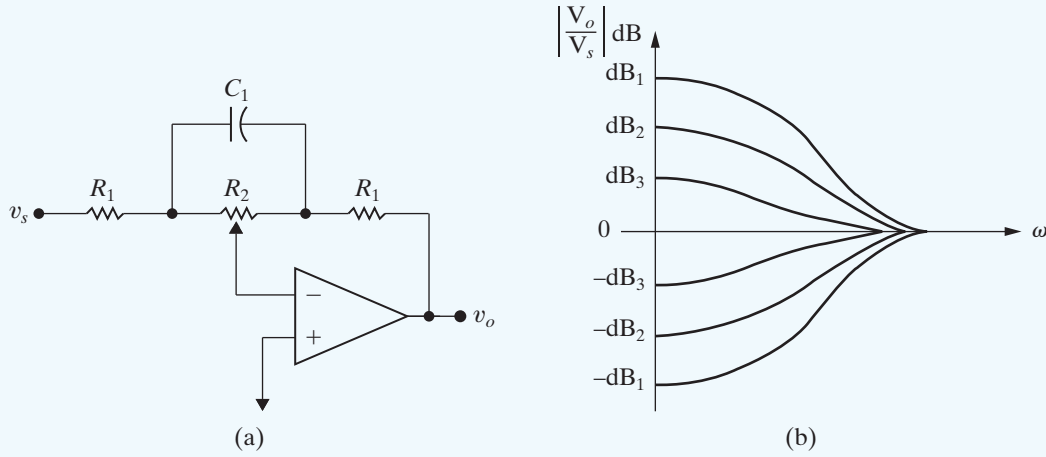 C₁
R₁
R₂
R₁
vₛ
−
+
vₒ
(a)
|Vₒ/Vₛ| dB
dB₁
dB₂
dB₃
0
ω
–dB₃
–dB₂
–dB₁
(b)